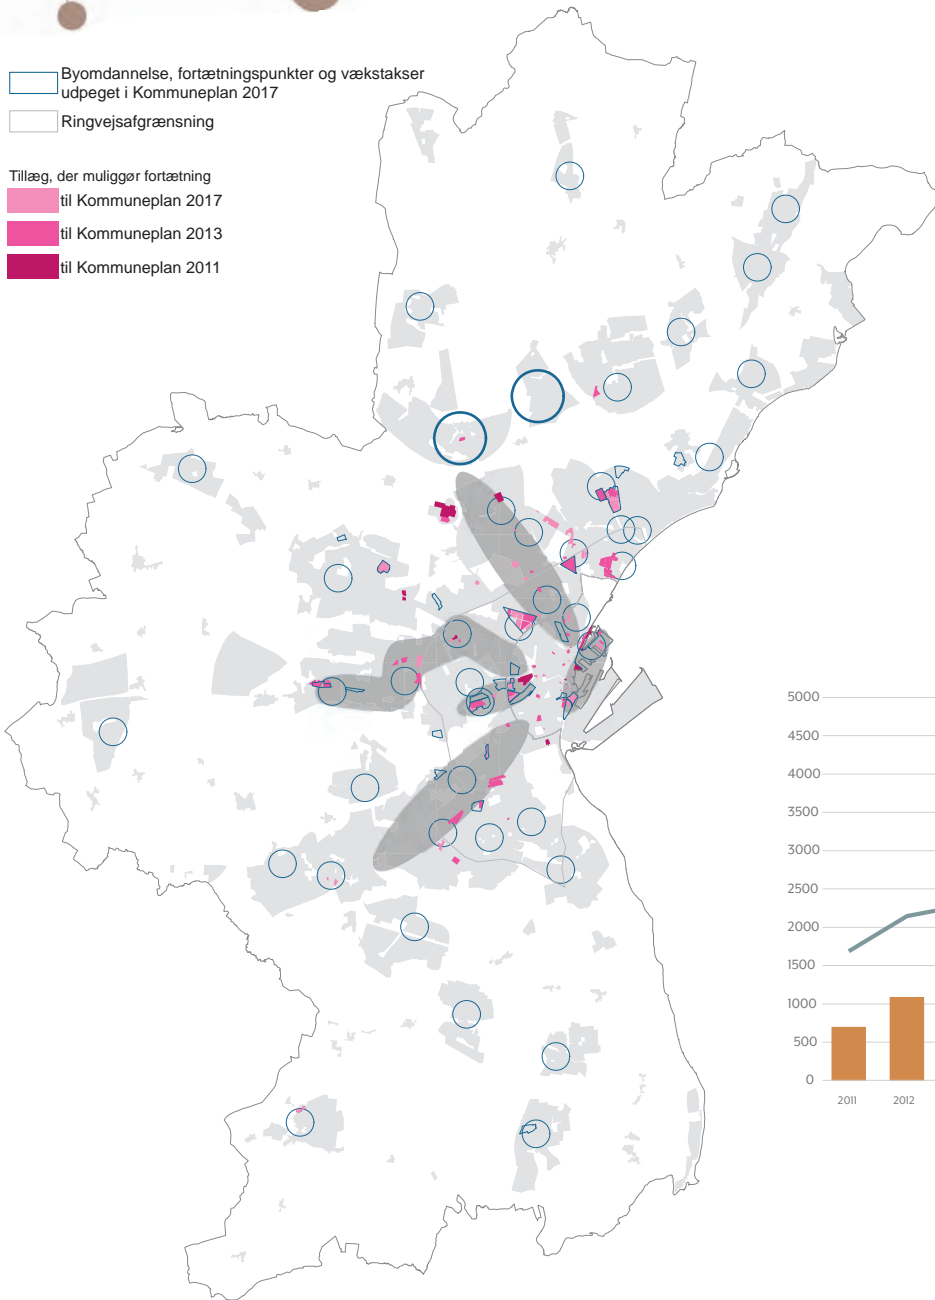 Byomdannelse, fortætningspunkter og vækstakser
udpeget i Kommuneplan 2017
Ringvejsafgrænsning
Tillæg, der muliggør fortætning
til Kommuneplan 2017
til Kommuneplan 2013
til Kommuneplan 2011
5000
4500
4000
3500
3000
2500
2000
1500
1000
500
0
2011 2012